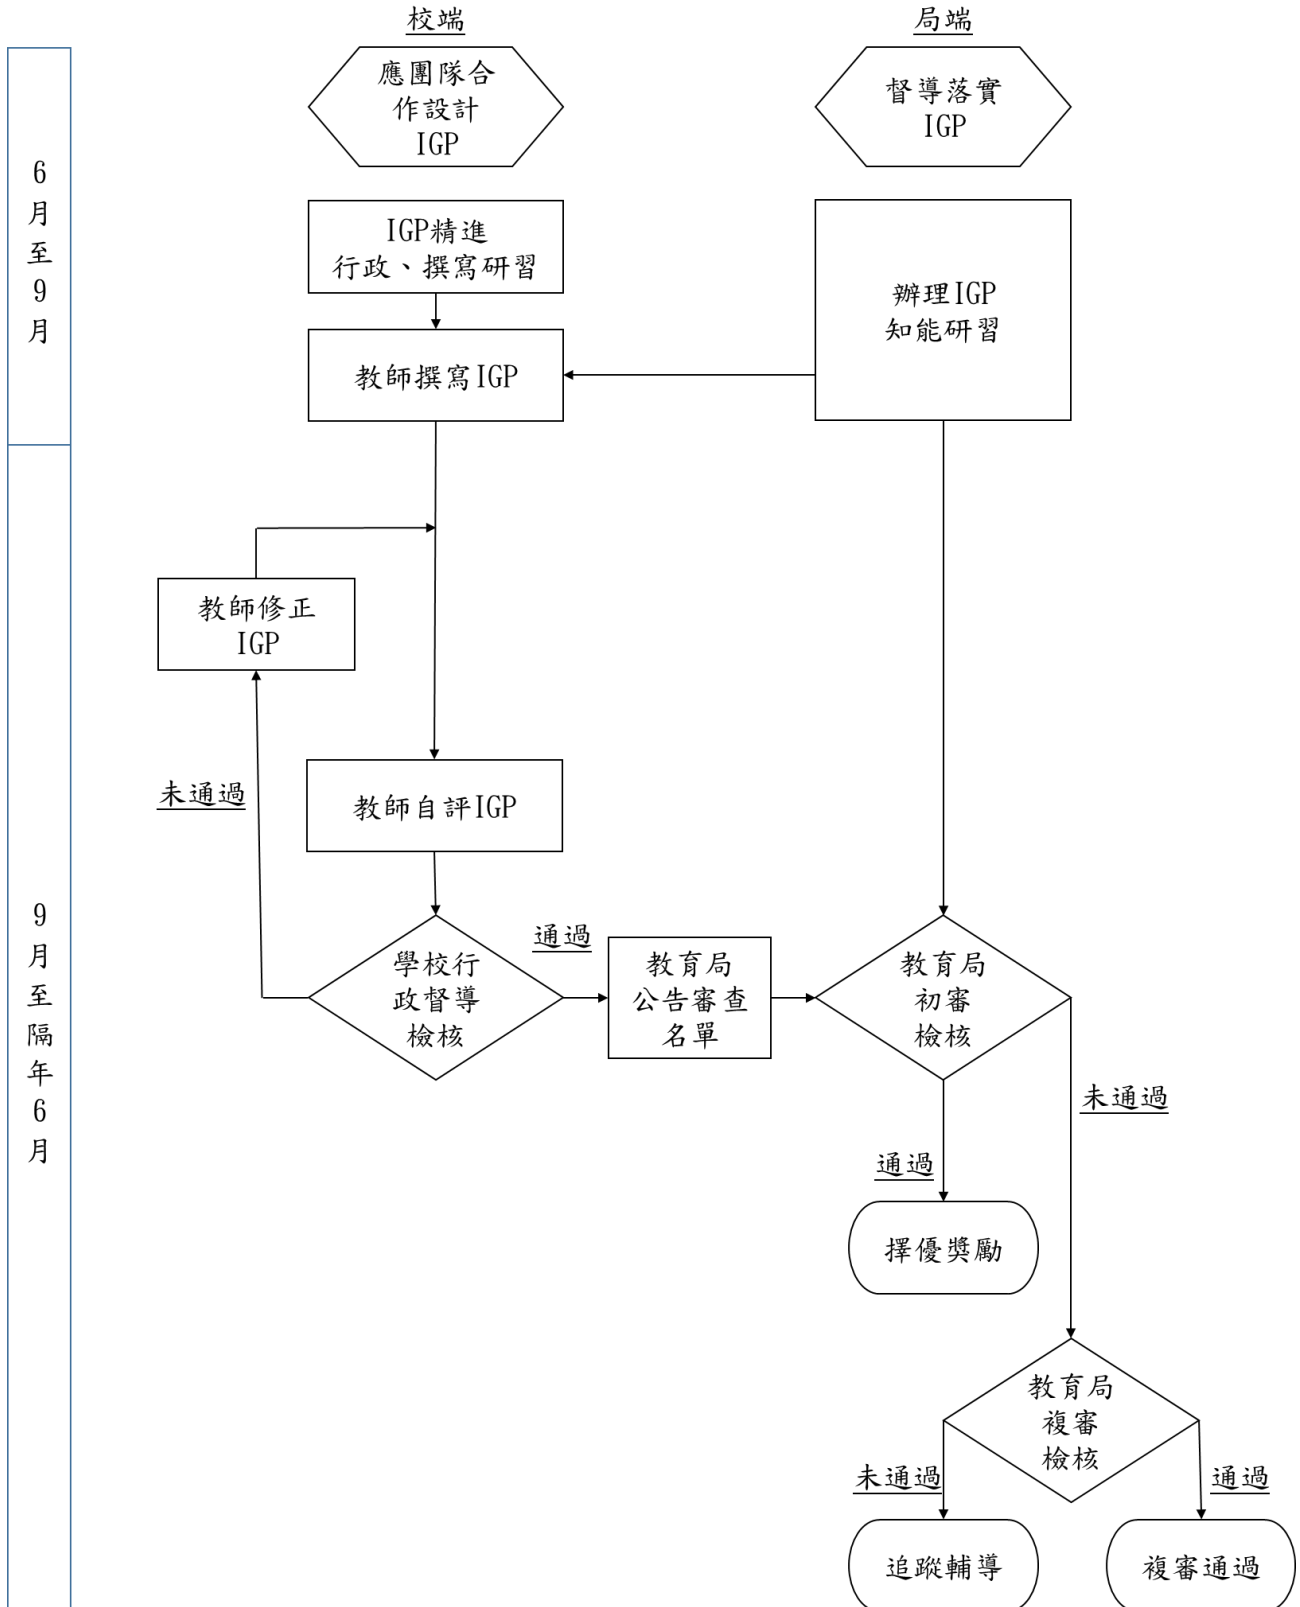 校端
局端
應團隊合
作設計
IGP
督導落實
IGP
6
月
至
9
月
IGP精進
行政、撰寫研習
辦理IGP
知能研習
教師撰寫IGP
教師修正
IGP
未通過
教師自評IGP
9
月
至
隔
年
6
月
學校行
政督導
檢核
通過
教育局
公告審查
名單
教育局
初審
檢核
未通過
通過
擇優獎勵
教育局
複審
檢核
未通過
通過
追蹤輔導
複審通過